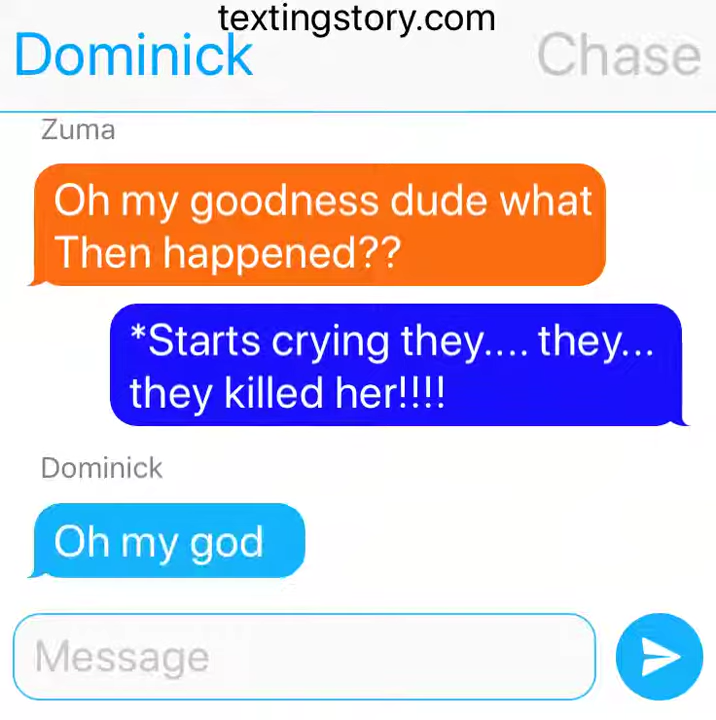 textingstory.com
Dominick Chase
Zuma
Oh my goodness dude what
Then happened??
*Starts crying they.... they...
they killed her!!!!
Dominick
Oh my god
Message